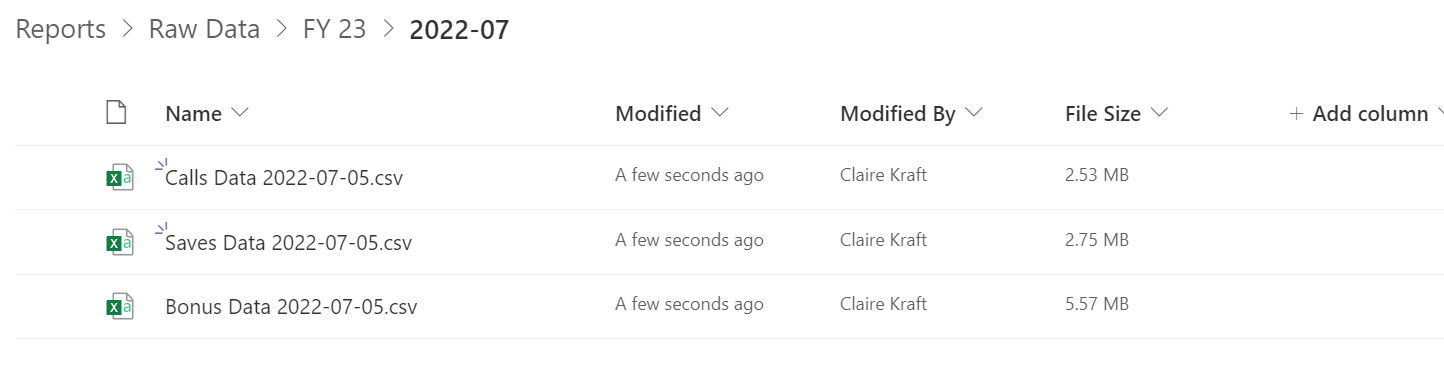 Reports > Raw Data > FY 23 > 2022-07
Name Modified Modified By File Size + Add column
Calls Data 2022-07-05.csv A few seconds ago Claire Kraft 2.53 MB
Saves Data 2022-07-05.csv A few seconds ago Claire Kraft 2.75 MB
Bonus Data 2022-07-05.csv A few seconds ago Claire Kraft 5.57 MB